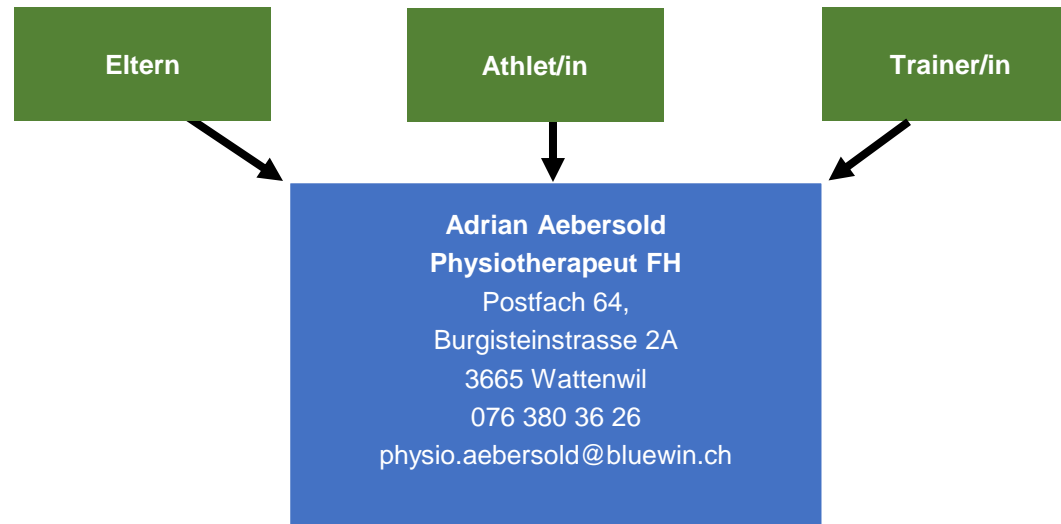 Eltern
Athlet/in
Trainer/in
Adrian Aebersold
Physiotherapeut FH
Postfach 64,
Burgisteinstrasse 2A
3665 Wattenwil
076 380 36 26
physio.aebersold@bluewin.ch